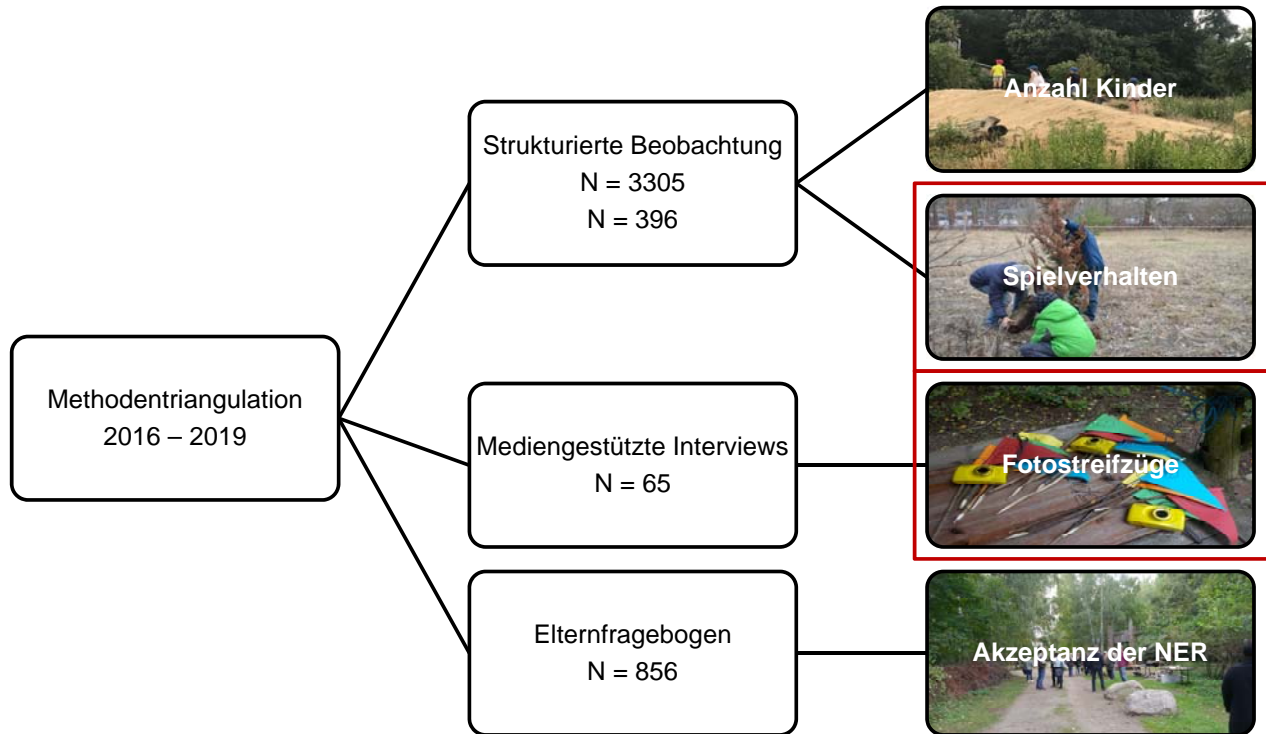 Methodentriangulation
2016 – 2019
Strukturierte Beobachtung
N = 3305
N = 396
Mediengestützte Interviews
N = 65
Elternfragebogen
N = 856
Anzahl Kinder
Spielverhalten
Fotostreifzüge
Akzeptanz der NER